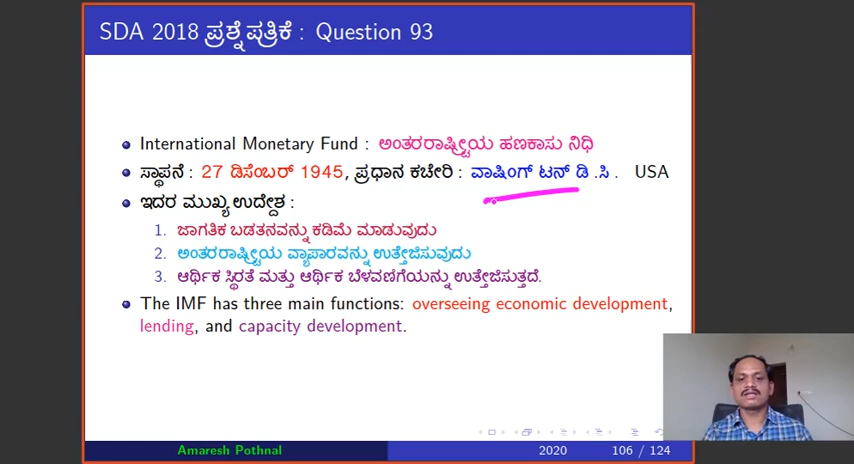 SDA 2018 ಪ್ರಶ್ನೆಪತ್ರಿಕೆ : Question 93
International Monetary Fund : ಅಂತರರಾಷ್ಟ್ರೀಯ ಹಣಕಾಸು ನಿಧಿ
ಸ್ಥಾಪನೆ : 27 ಡಿಸೆಂಬರ್ 1945, ಪ್ರಧಾನ ಕಚೇರಿ : ವಾಷಿಂಗ್ ಟನ್ ಡಿ .ಸಿ . USA
ಇದರ ಮುಖ್ಯ ಉದೇಶ :
1. ಜಾಗತಿಕ ಬಡತನವನ್ನು ಕಡಿಮೆ ಮಾಡುವುದು
2. ಅಂತರರಾಷ್ಟ್ರೀಯ ವ್ಯಾಪಾರವನ್ನು ಉತ್ತೇಜಿಸುವುದು
3. ಆರ್ಥಿಕ ಸ್ಥಿರತೆ ಮತ್ತು ಆರ್ಥಿಕ ಬೆಳವಣಿಗೆಯನ್ನು ಉತ್ತೇಜಿಸುತ್ತದೆ.
The IMF has three main functions: overseeing economic development,
lending, and capacity development.
Amaresh Pothnal 2020 106 / 124